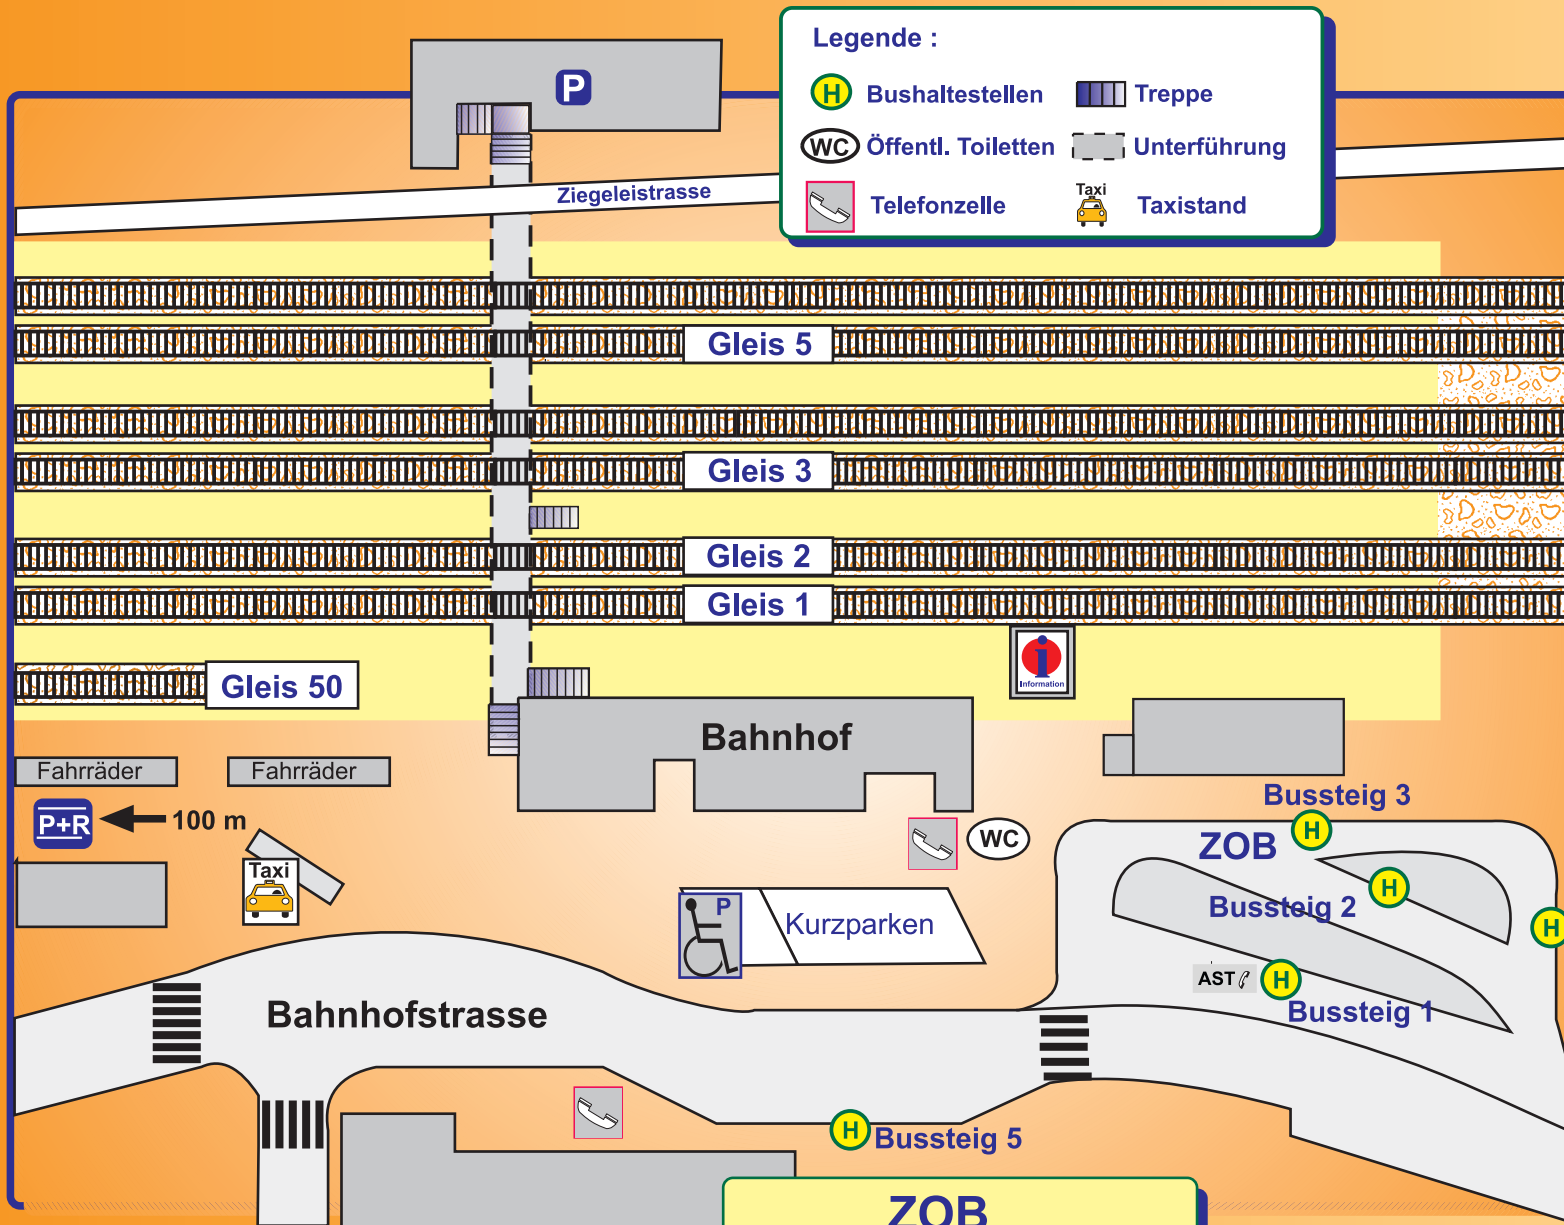 Legende :
H Bushaltestellen
Treppe
WC Öffentl. Toiletten
Unterführung
Telefonzelle
Taxi Taxistand
P
Ziegeleistrasse
Gleis 5
Gleis 3
Gleis 2
Gleis 1
i
Information
Gleis 50
Bahnhof
Fahrräder
Fahrräder
P+R
100 m
Taxi
WC
P
Kurzparken
Bussteig 3
H
ZOB
H
Bussteig 2
H
AST
H
Bussteig 1
Bahnhofstrasse
H
Bussteig 5
ZOB